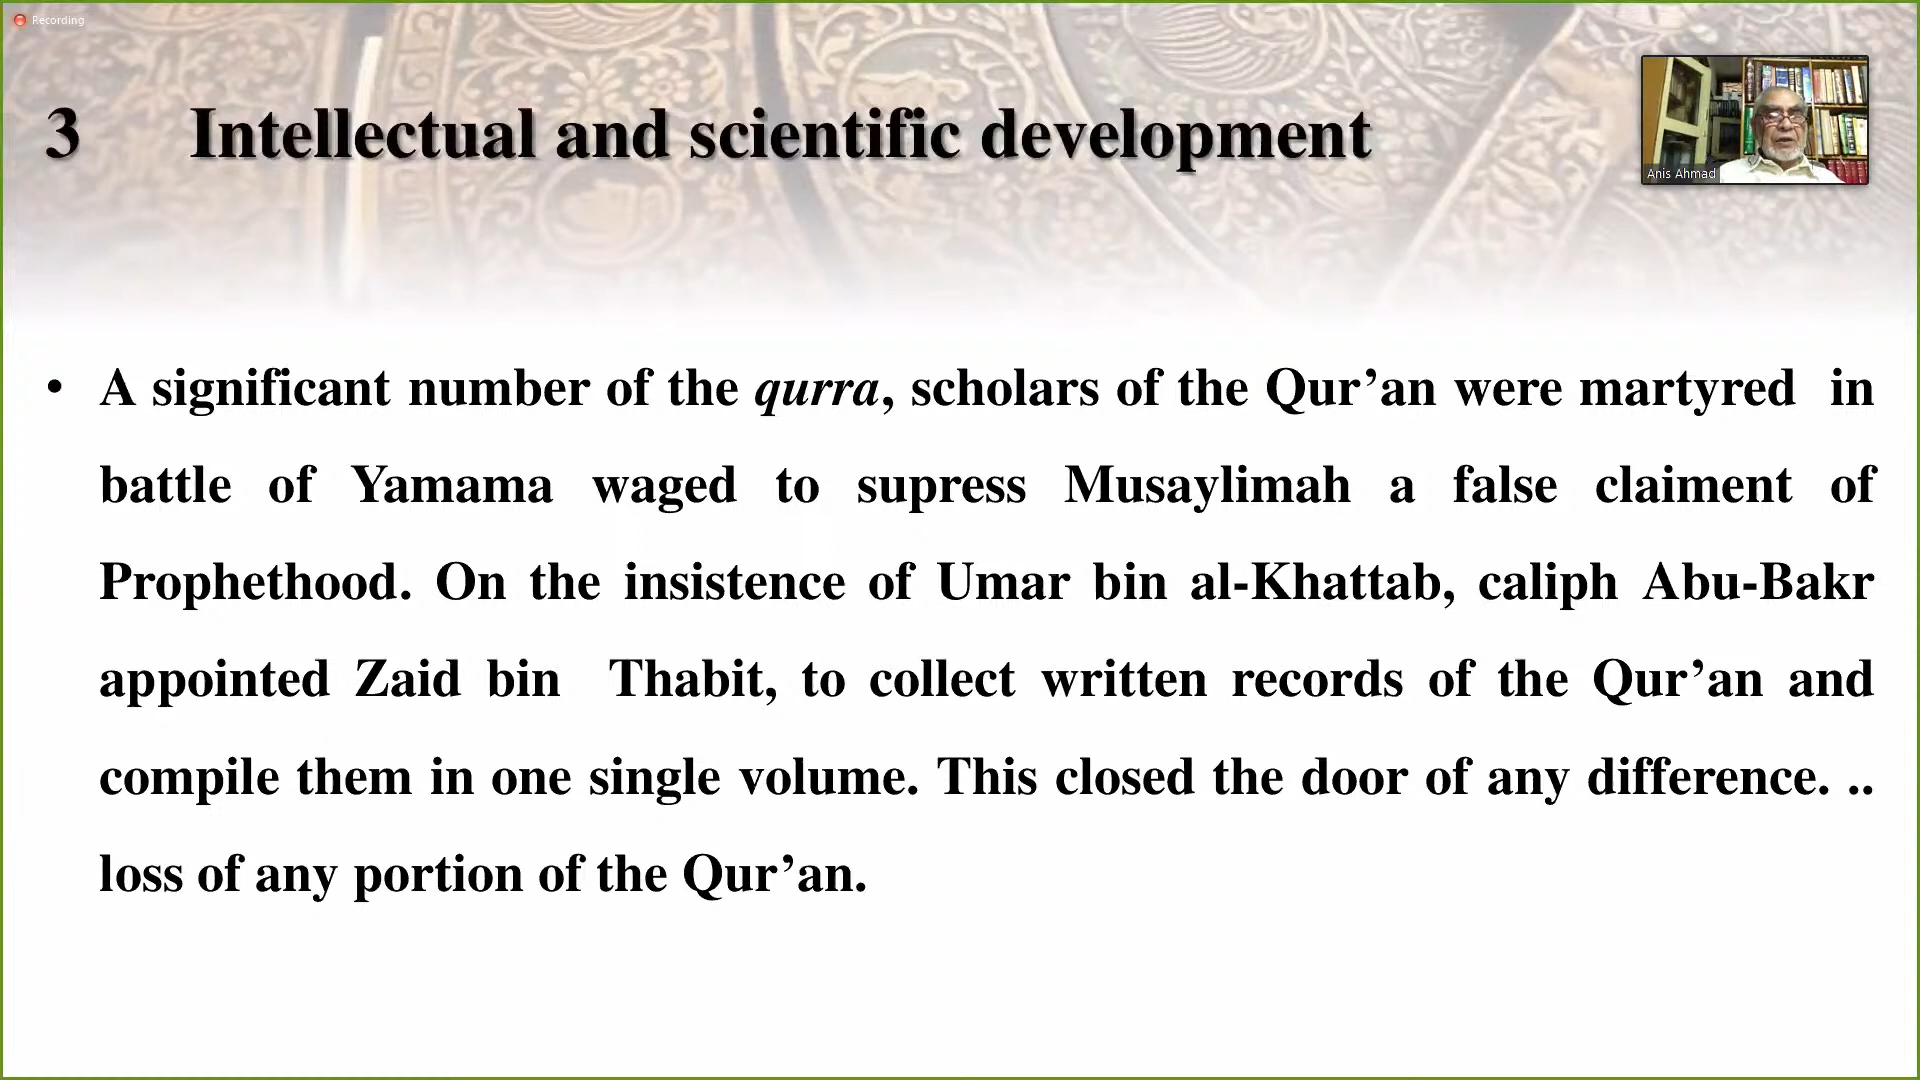 Recording
3 Intellectual and scientific development
Anis Ahmad
• A significant number of the qurra, scholars of the Qur’an were martyred in
battle of Yamama waged to supress Musaylimah a false claiment of
Prophethood. On the insistence of Umar bin al-Khattab, caliph Abu-Bakr
appointed Zaid bin Thabit, to collect written records of the Qur’an and
compile them in one single volume. This closed the door of any difference. ..
loss of any portion of the Qur’an.